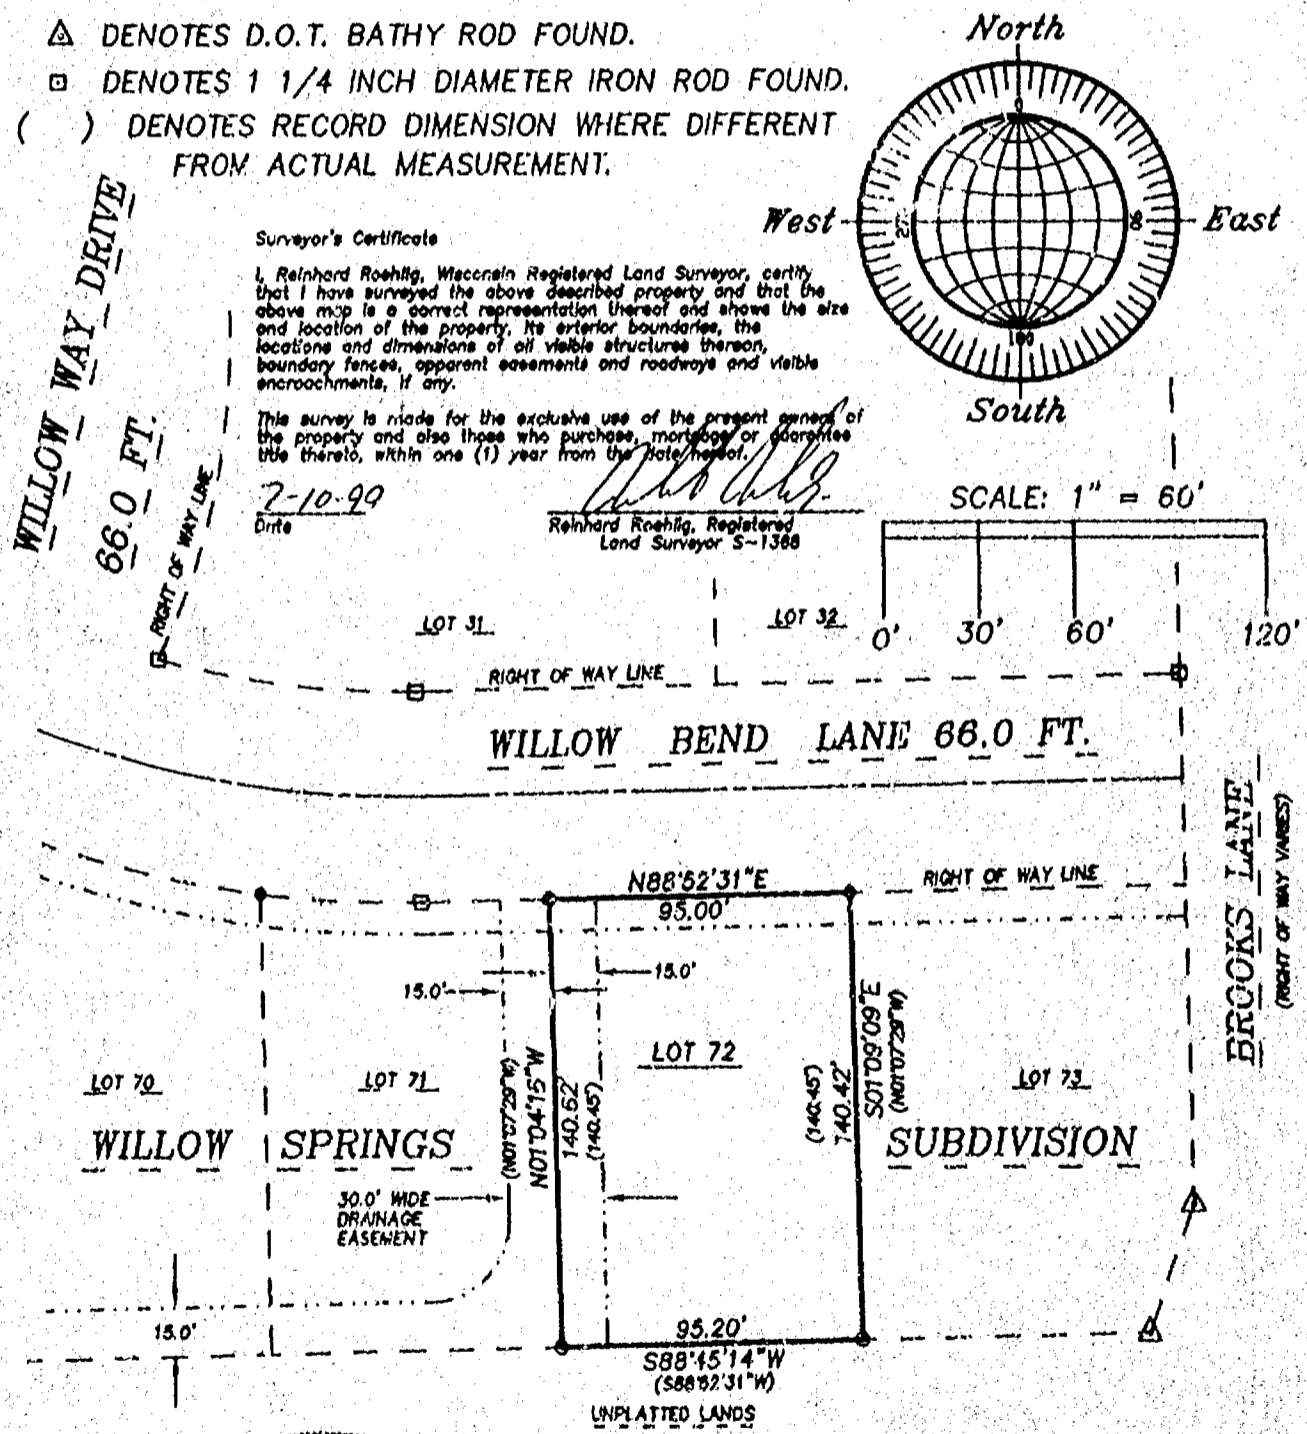 DENOTES D.O.T. BATHY ROD FOUND.
DENOTES 1 1/4 INCH DIAMETER IRON ROD FOUND.
( ) DENOTES RECORD DIMENSION WHERE DIFFERENT
FROM ACTUAL MEASUREMENT.
North
West
East
South
0
180
WILLOW WAY DRIVE
66.0 FT.
RIGHT OF WAY LINE
Surveyor's Certificate
I, Reinhard Roehlig, Wisconsin Registered Land Surveyor, certify
that I have surveyed the above described property and that the
above map is a correct representation thereof and shows the size
and location of the property, its exterior boundaries, the
locations and dimensions of all visible structures thereon,
boundary fences, apparent easements and roadways and visible
encroachments, if any.
This survey is made for the exclusive use of the present owners of
the property and also those who purchase, mortgage or guarantee
title thereto, within one (1) year from the date hereof.
Date
Reinhard Roehlig, Registered
Land Surveyor S-1368
SCALE: 1" = 60'
0' 30' 60' 120'
LOT 31
LOT 32
RIGHT OF WAY LINE
WILLOW BEND LANE 66.0 FT.
BROOKS LANE
(RIGHT OF WAY VARIES)
N88°52'31"E
95.00'
RIGHT OF WAY LINE
15.0'
15.0'
LOT 70
LOT 71
LOT 72
LOT 73
(N01°07'29"W)
N01°04'15"W
140.62'
(140.45')
(140.45')
140.42'
S01°09'09"E
(N01°07'29"W)
WILLOW SPRINGS SUBDIVISION
30.0' WIDE
DRAINAGE
EASEMENT
15.0'
95.20'
S88°45'14"W
(S88°52'31"W)
UNPLATTED LANDS